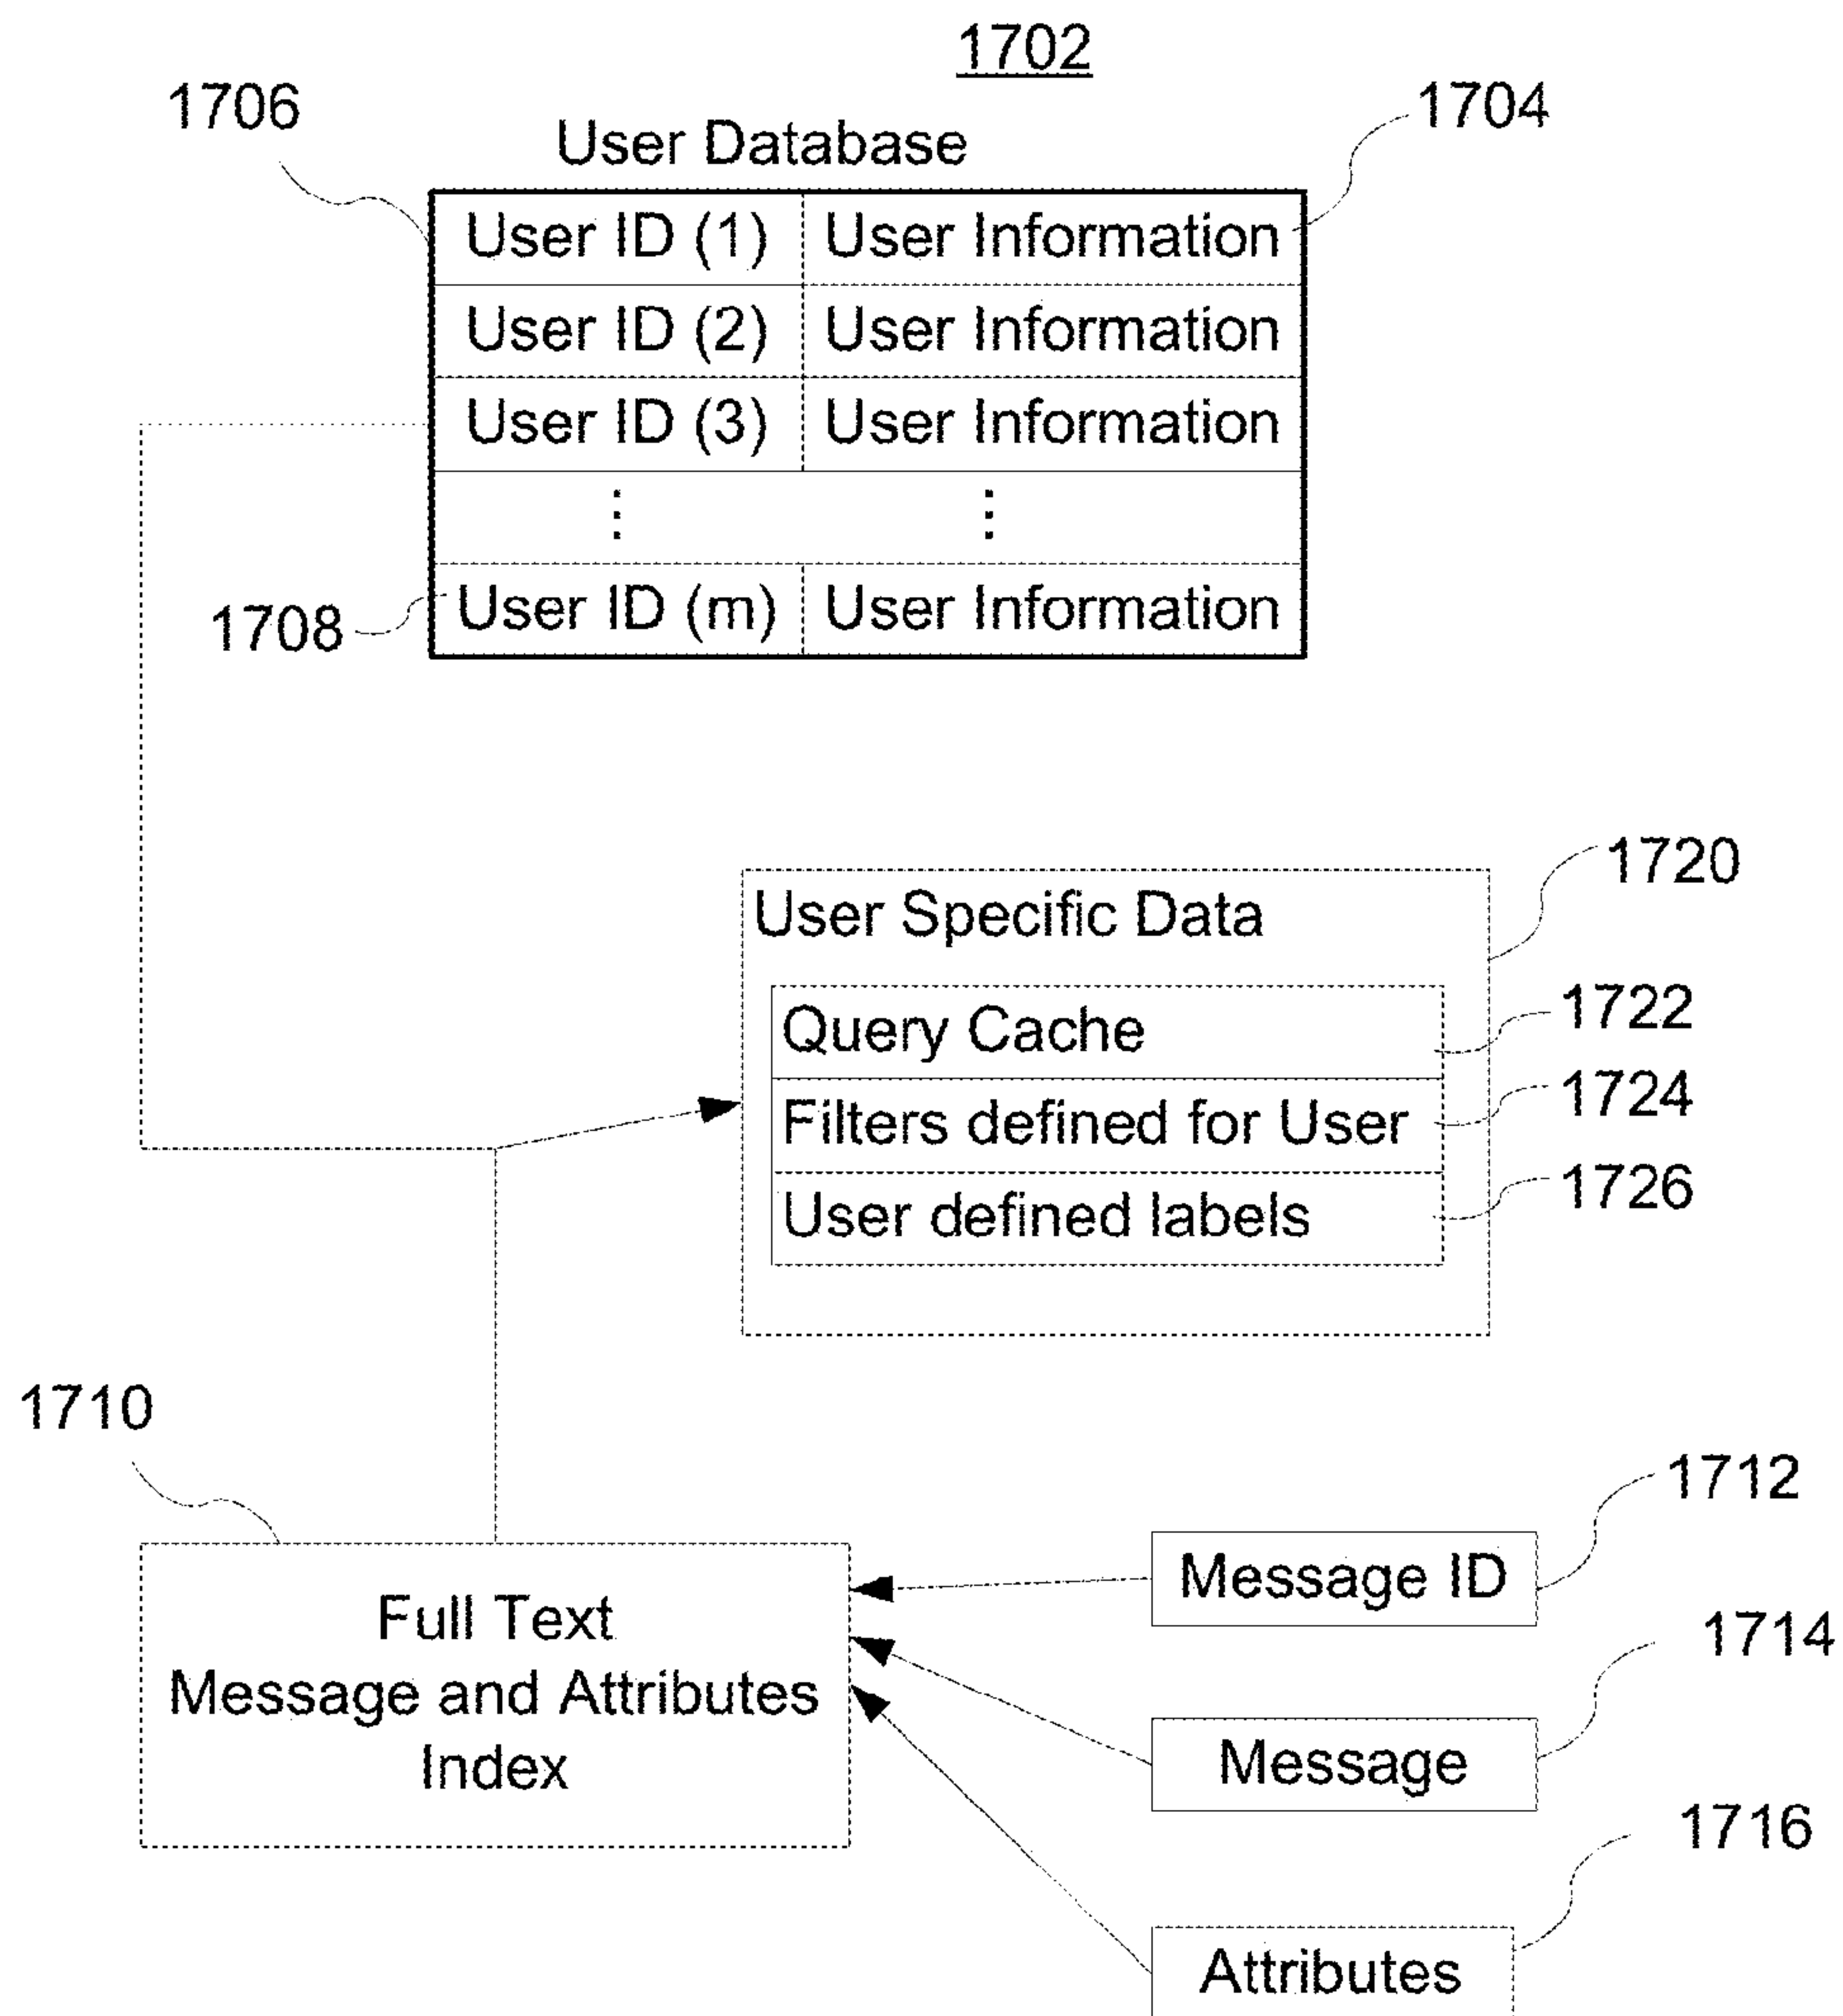 1702
1706
1704
User Database
User ID (1) User Information
User ID (2) User Information
User ID (3) User Information
⋮ ⋮
User ID (m) User Information
1708
1720
User Specific Data
Query Cache
1722
Filters defined for User
1724
User defined labels
1726
1710
Full Text
Message and Attributes
Index
1712
Message ID
1714
Message
1716
Attributes